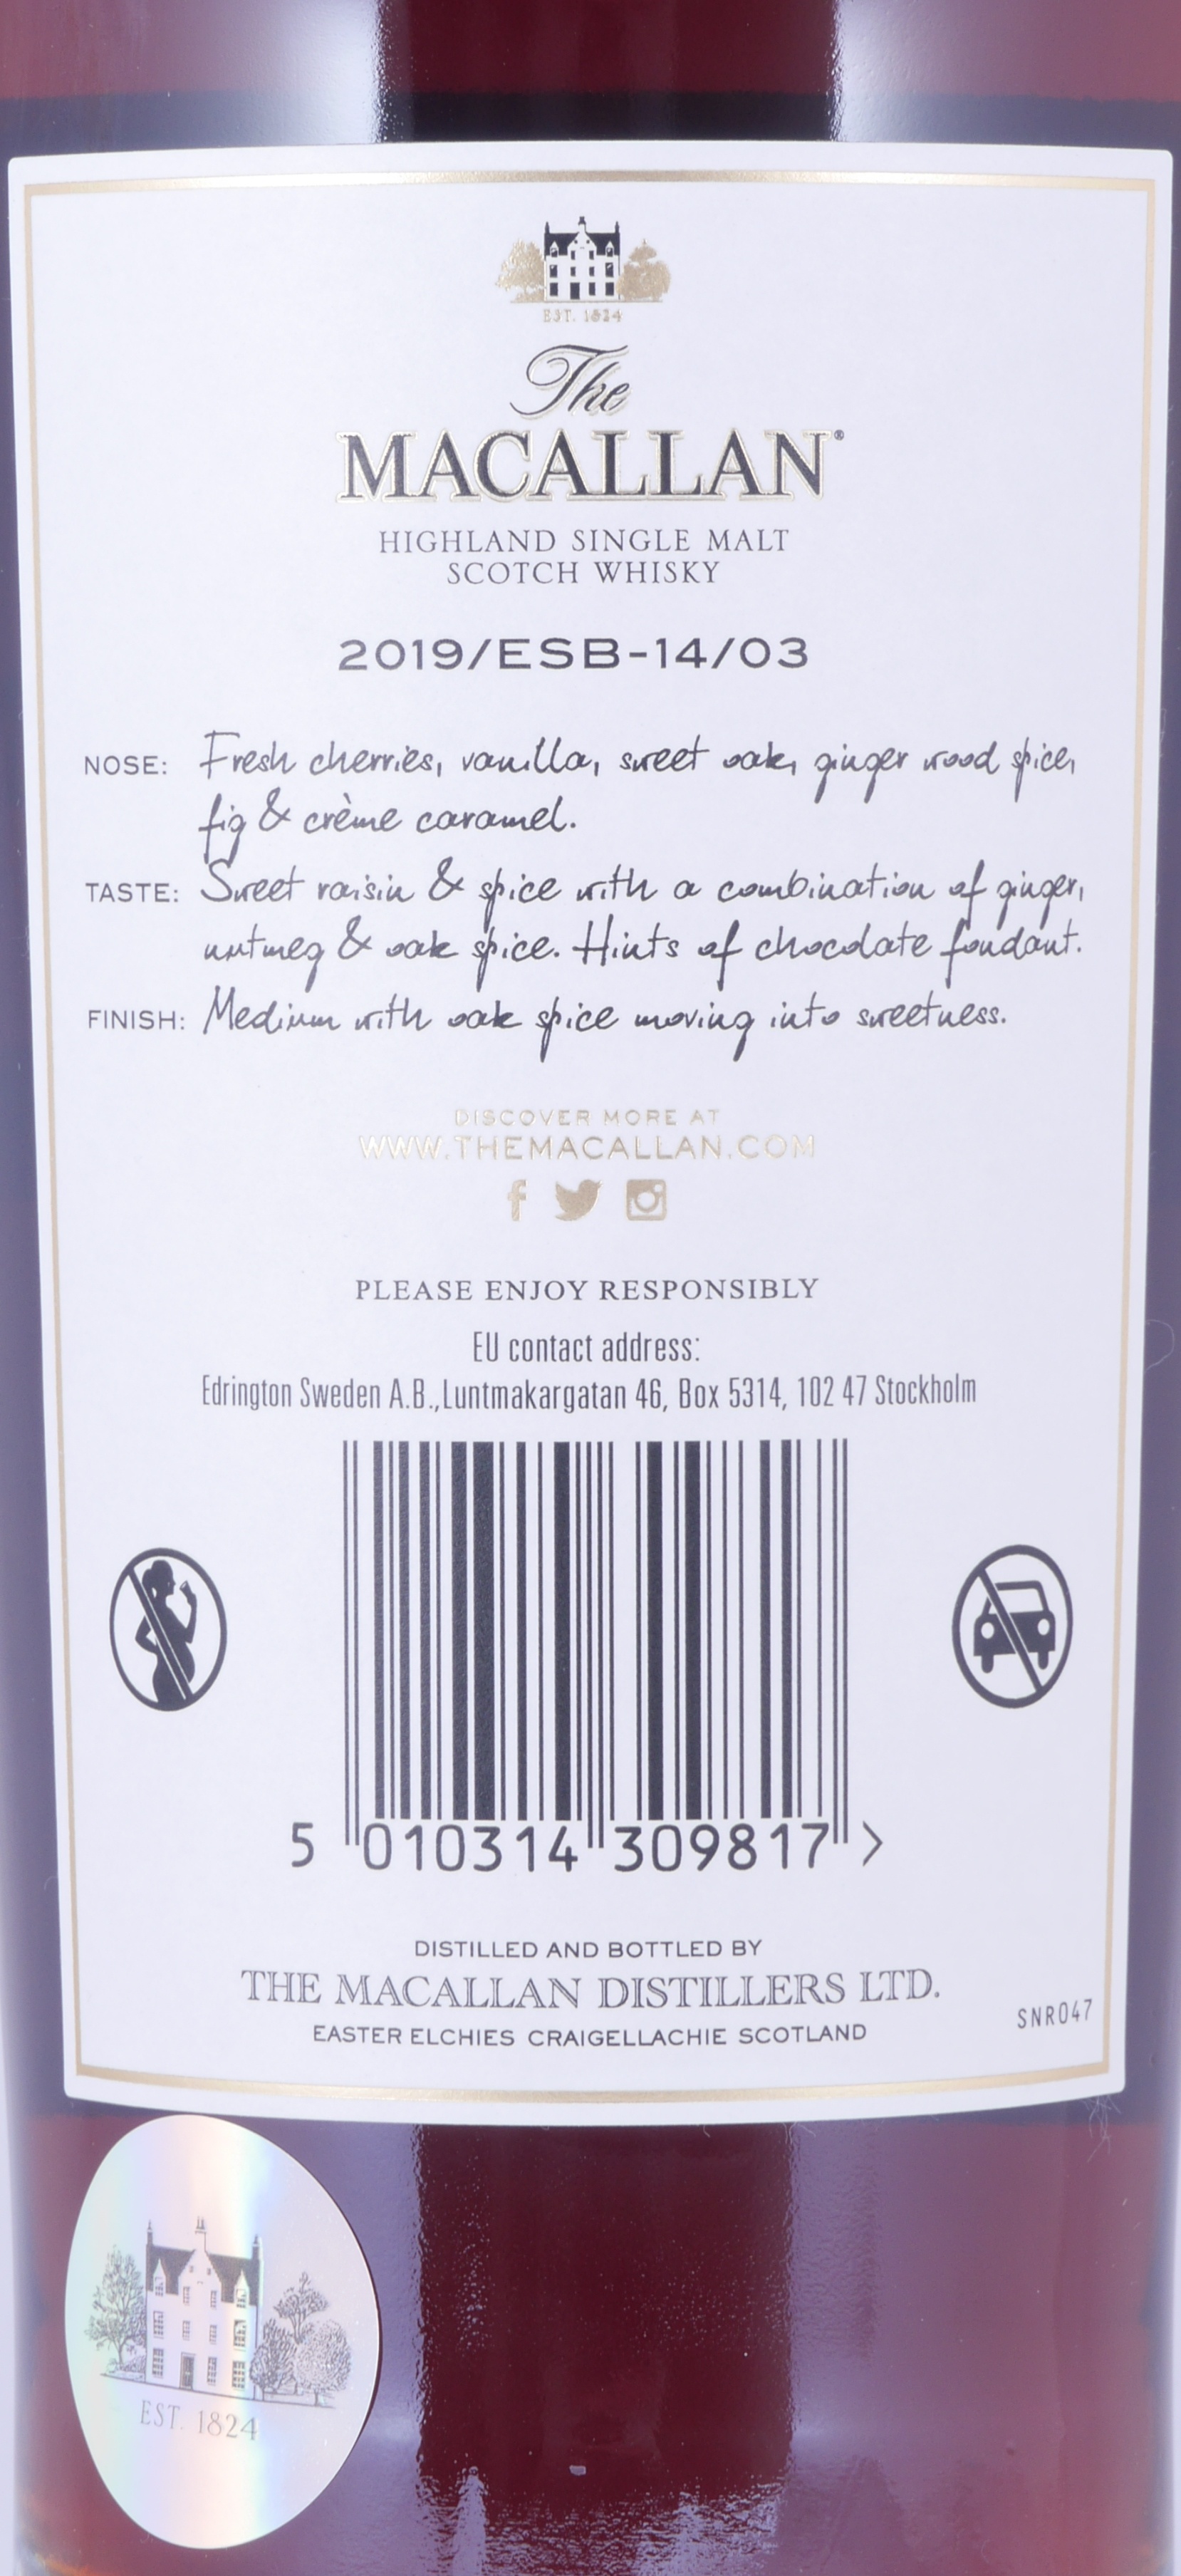 EST. 1824
The
MACALLAN®
HIGHLAND SINGLE MALT
SCOTCH WHISKY
2019/ESB-14/03
NOSE: Fresh cherries, vanilla, sweet oak, ginger wood spice,
fig & crème caramel.
TASTE: Sweet raisin & spice with a combination of ginger,
nutmeg & oak spice. Hints of chocolate fondant.
FINISH: Medium with oak spice moving into sweetness.
DISCOVER MORE AT
WWW.THEMACALLAN.COM
PLEASE ENJOY RESPONSIBLY
EU contact address:
Edrington Sweden A.B.,Luntmakargatan 46, Box 5314, 102 47 Stockholm
5 010314 309817 >
DISTILLED AND BOTTLED BY
THE MACALLAN DISTILLERS LTD.
EASTER ELCHIES CRAIGELLACHIE SCOTLAND
SNR047
EST. 1824